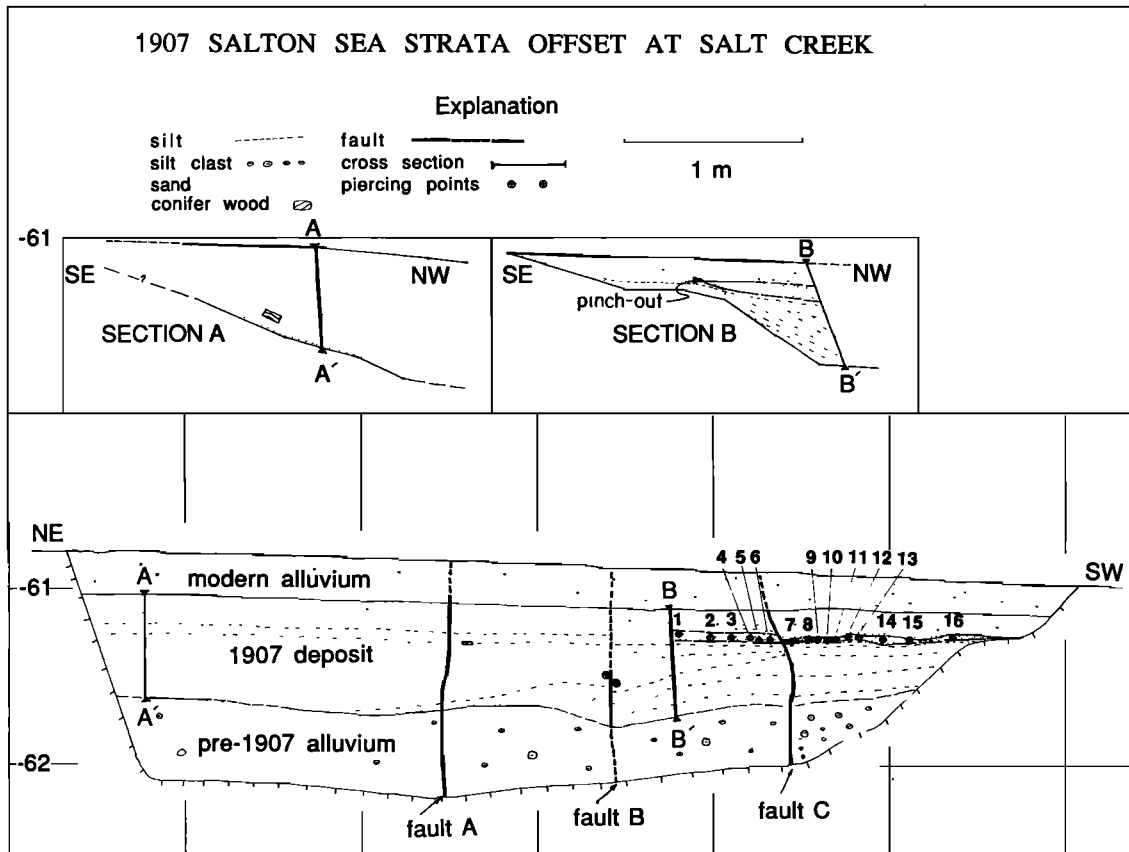 1907 SALTON SEA STRATA OFFSET AT SALT CREEK
Explanation
silt fault
silt clast cross section 1 m
sand piercing points
conifer wood
-61
A
SE NW
?
SECTION A
A′
B
SE NW
pinch-out
SECTION B
B′
NE
-61
A
modern alluvium
B
4 5 6 9 10 11 12 13
SW
1 2. 3 7 8 14 15 16
1907 deposit
A′
B′
pre-1907 alluvium
-62
fault A
fault B
fault C